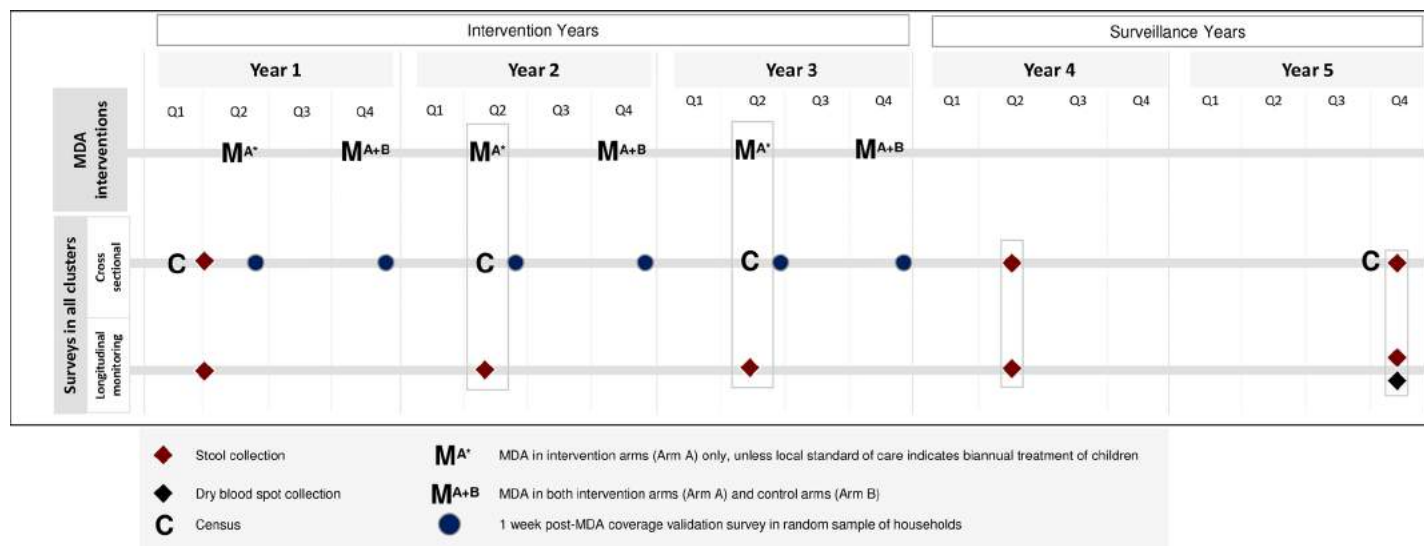 Intervention Years
Surveillance Years
Year 1
Year 2
Year 3
Year 4
Year 5
Q1 Q2 Q3 Q4
Q1 Q2 Q3 Q4
Q1 Q2 Q3 Q4
Q1 Q2 Q3 Q4
Q1 Q2 Q3 Q4
MDA
interventions
MA* MA+B MA* MA+B MA* MA+B
Surveys in all clusters
Cross
sectional
C C C C
Longitudinal
monitoring
Stool collection
MA* MDA in intervention arms (Arm A) only, unless local standard of care indicates biannual treatment of children
Dry blood spot collection
MA+B MDA in both intervention arms (Arm A) and control arms (Arm B)
C Census
1 week post-MDA coverage validation survey in random sample of households